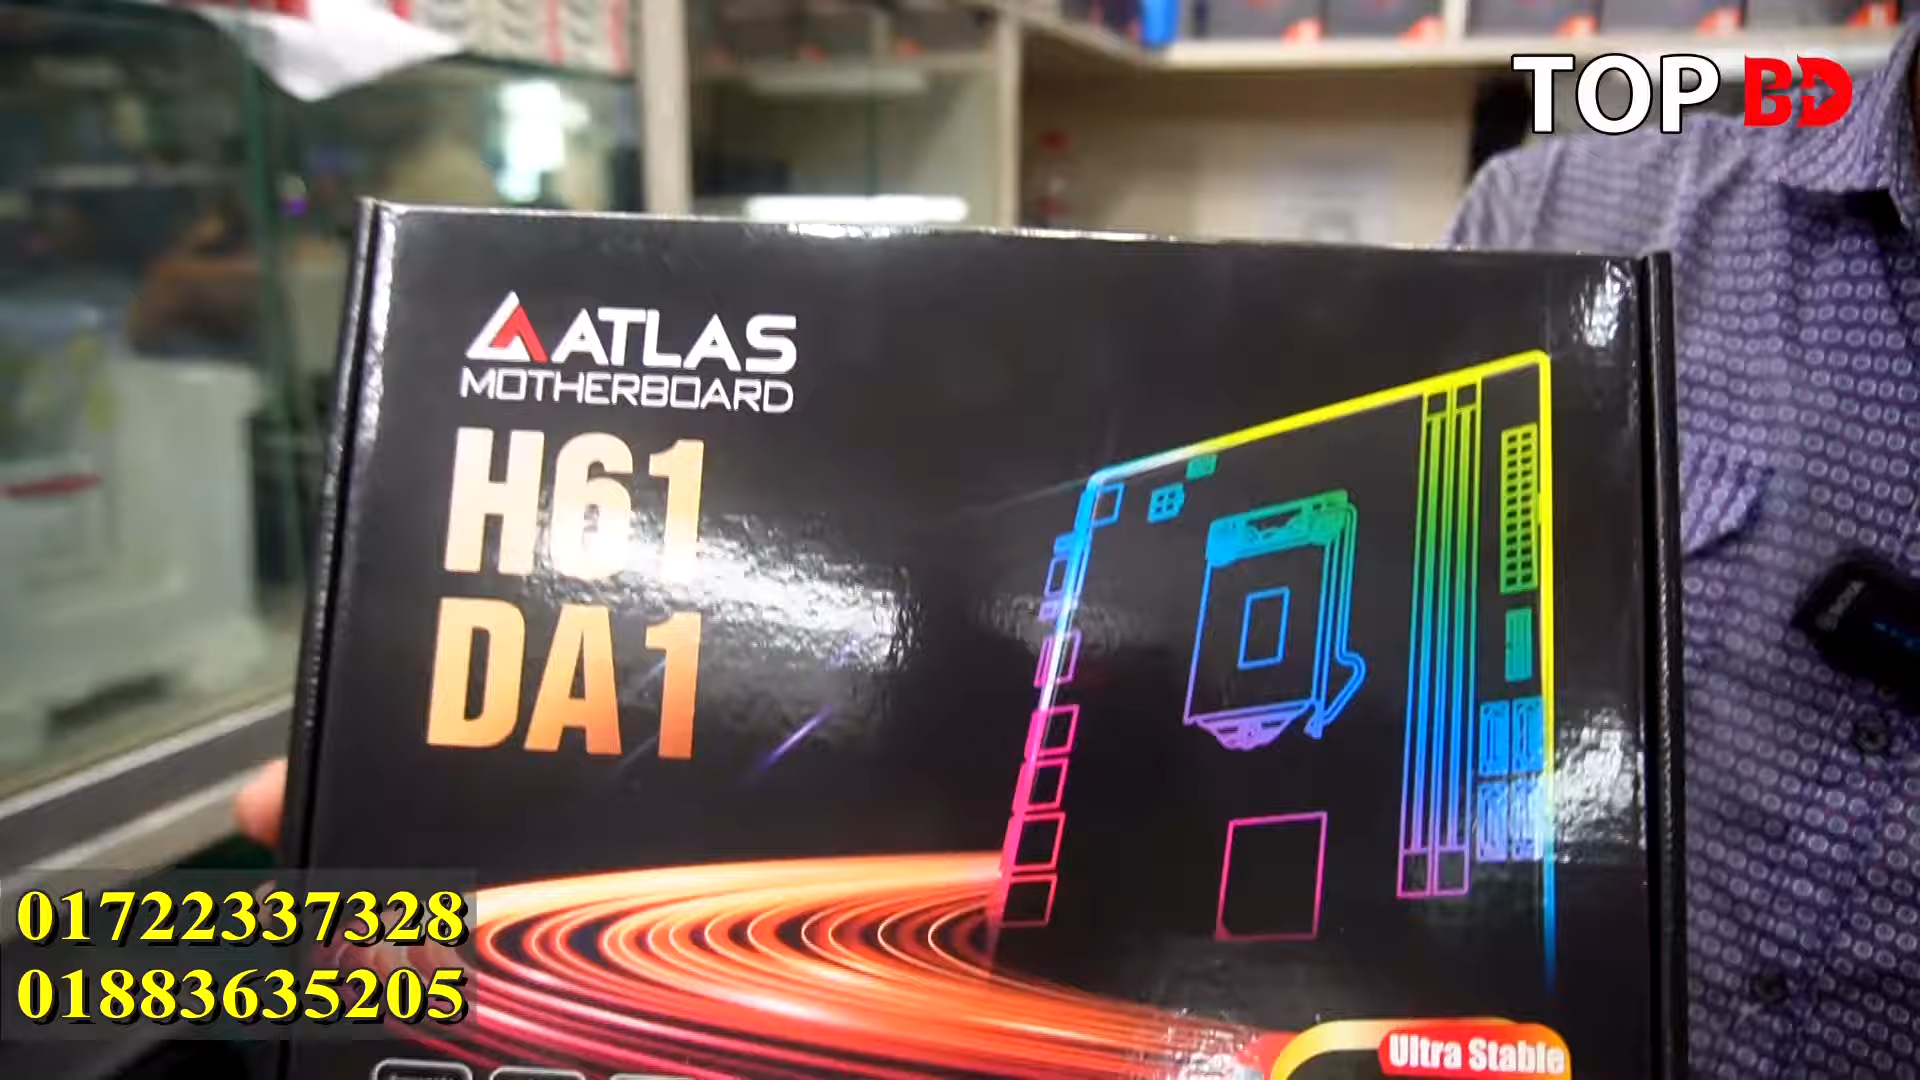 TOP BD
ATLAS
MOTHERBOARD
H61
DA1
01722337328
01883635205
Ultra Stable